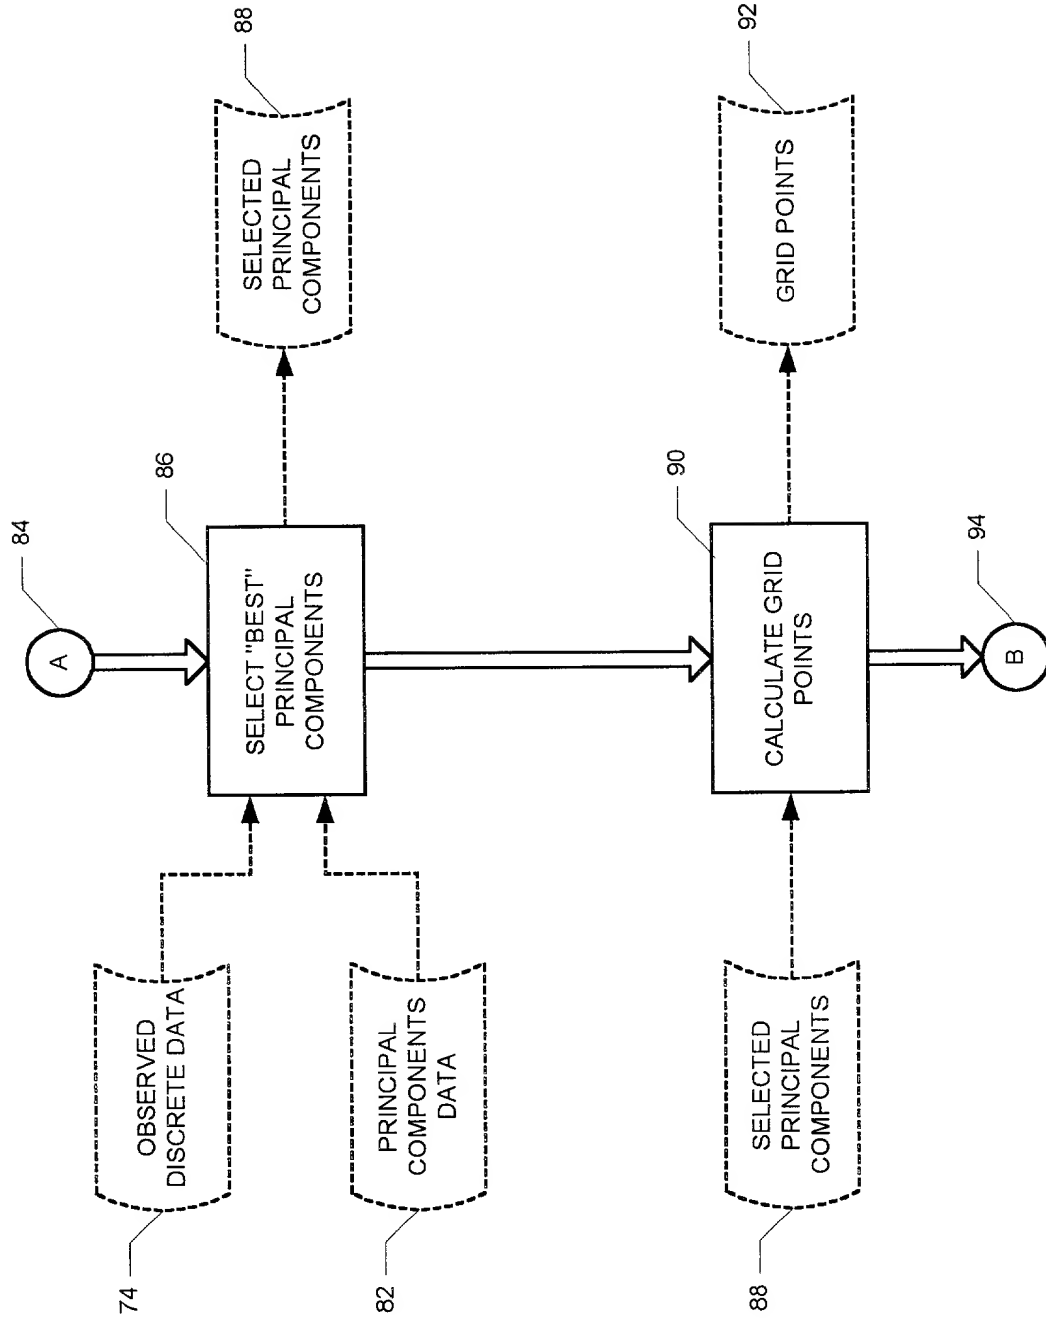 84
A
74
OBSERVED
DISCRETE DATA
82
PRINCIPAL
COMPONENTS
DATA
86
SELECT "BEST"
PRINCIPAL
COMPONENTS
88
SELECTED
PRINCIPAL
COMPONENTS
88
SELECTED
PRINCIPAL
COMPONENTS
90
CALCULATE GRID
POINTS
92
GRID POINTS
94
B